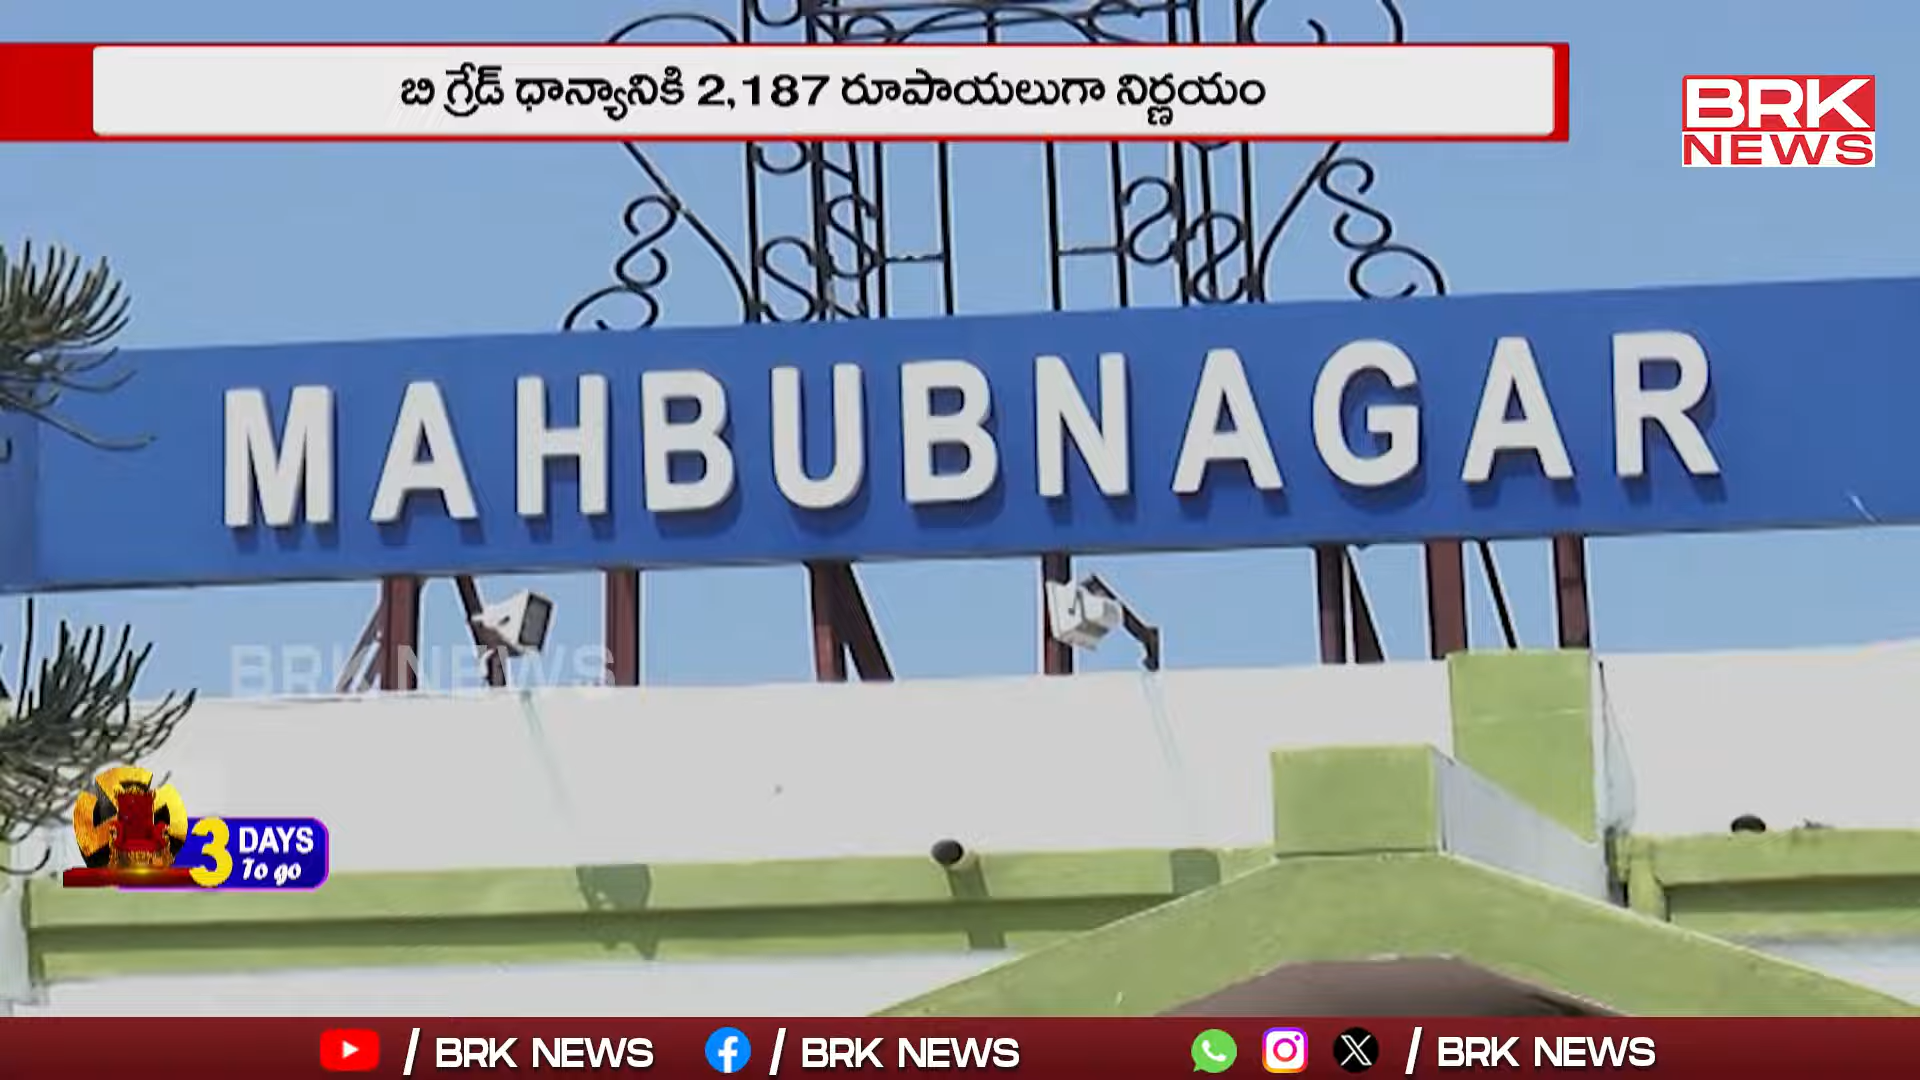 బి గ్రేడ్ ధాన్యానికి 2,187 రూపాయలుగా నిర్ణయం
BRK
NEWS
MAHBUBNAGAR
BRK NEWS
3 DAYS
To go
/ BRK NEWS / BRK NEWS / BRK NEWS